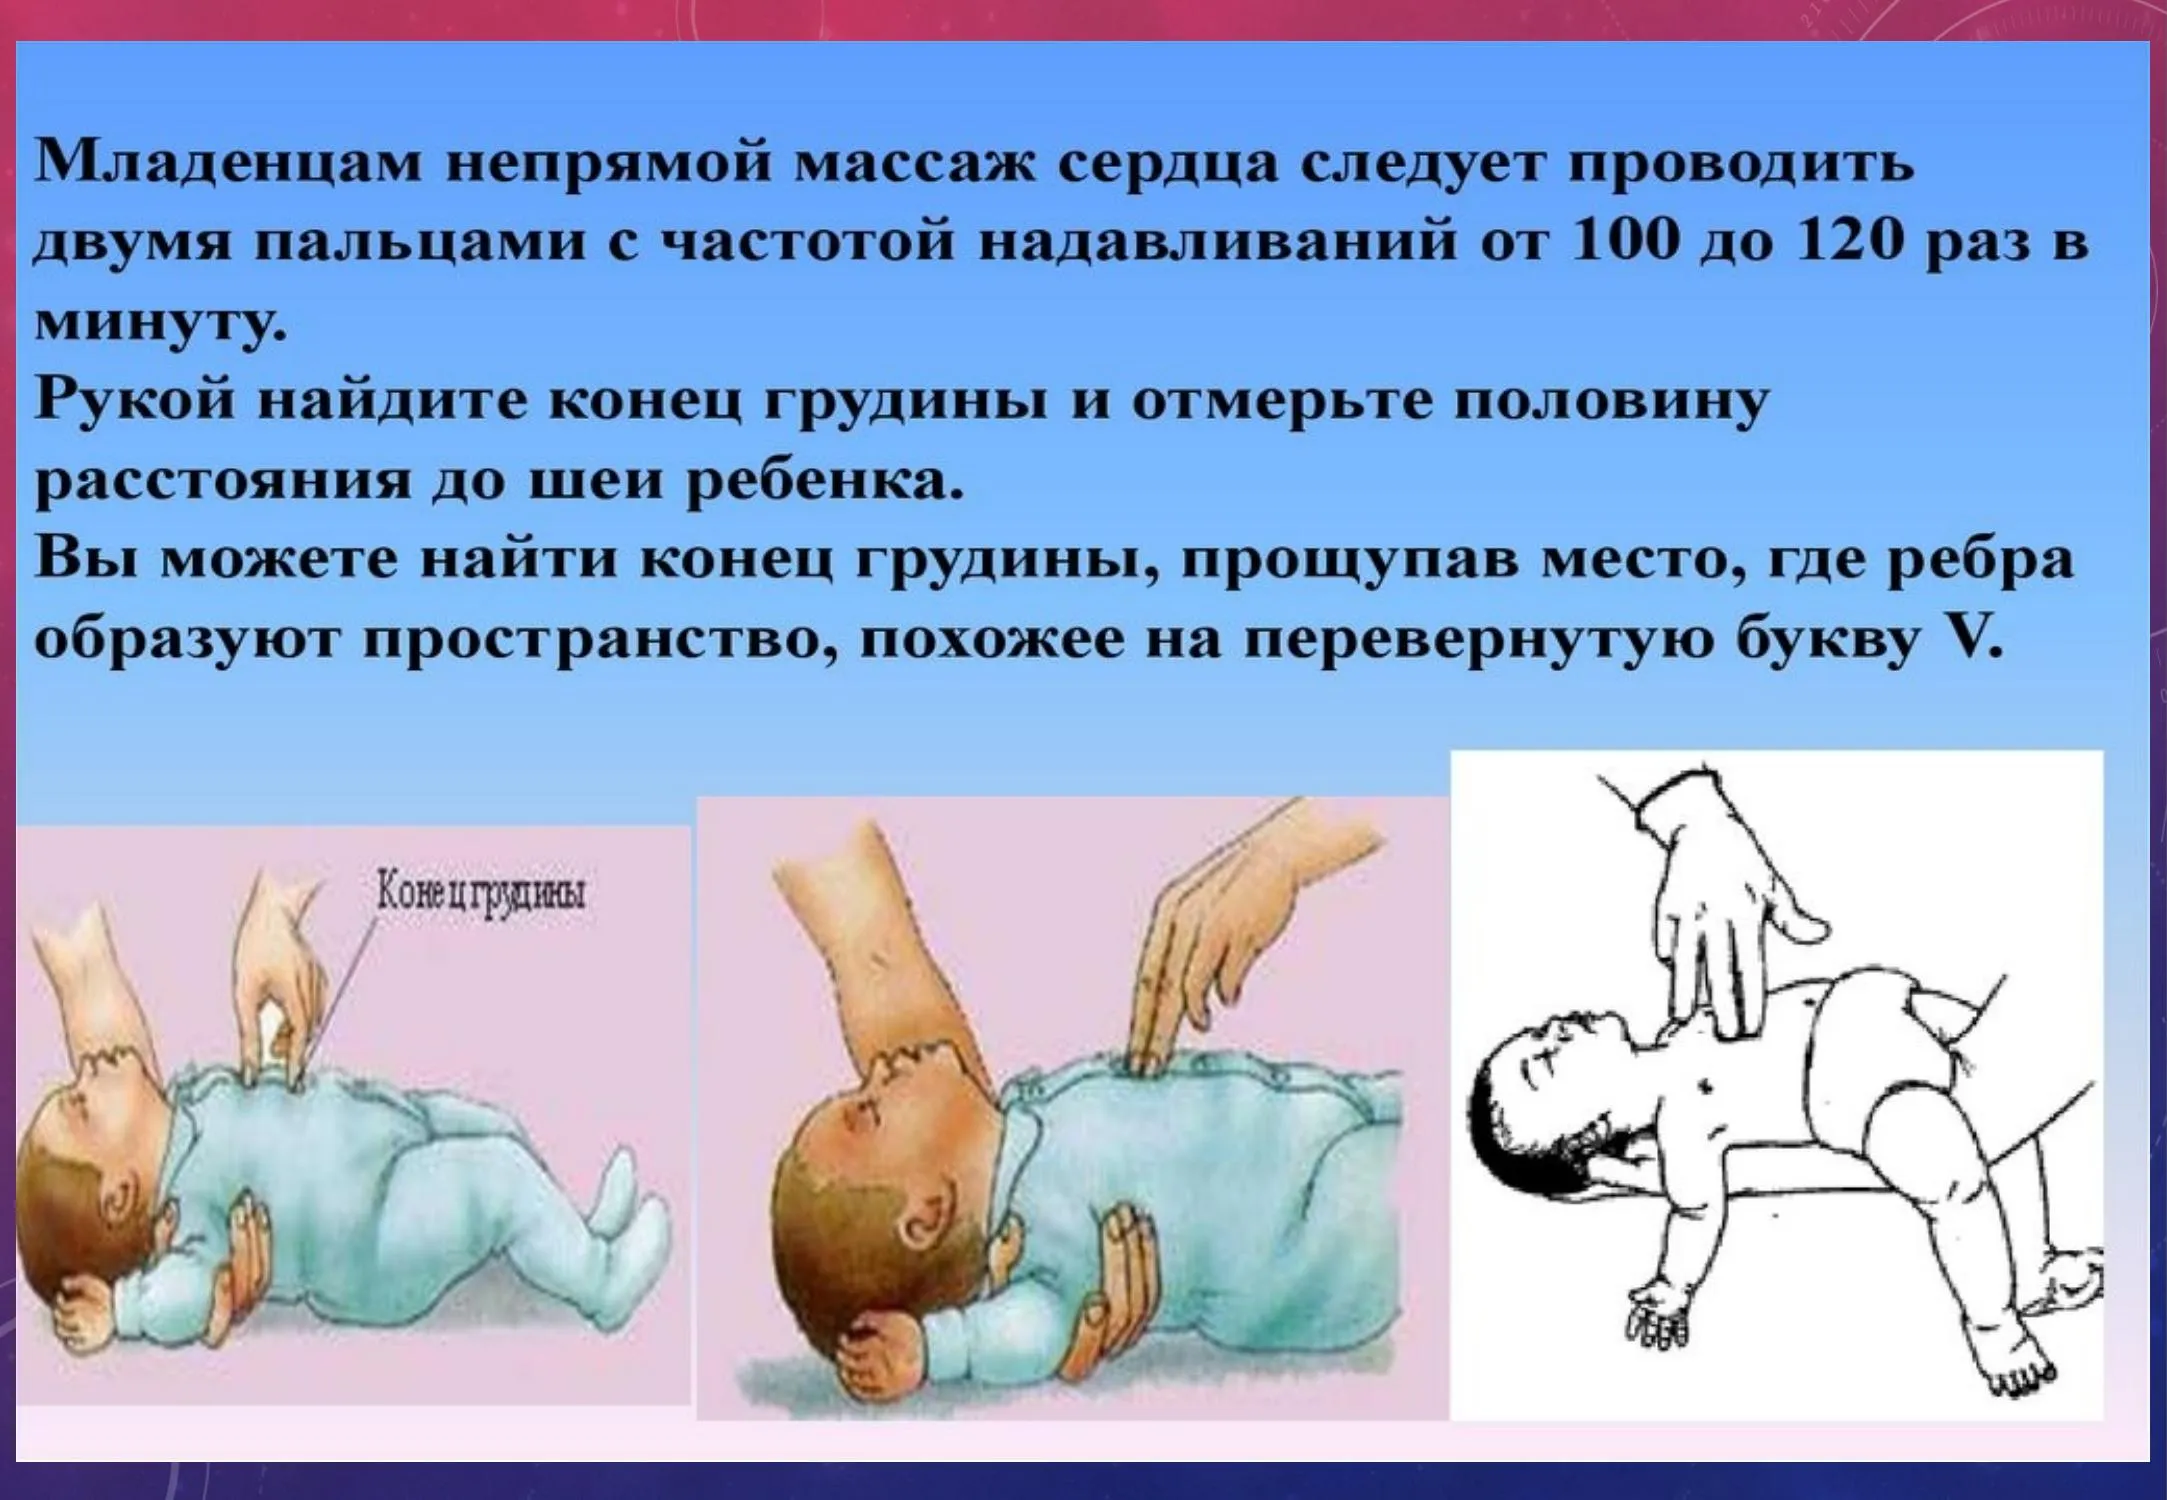 Младенцам непрямой массаж сердца следует проводить
двумя пальцами с частотой надавливаний от 100 до 120 раз в
минуту.
Рукой найдите конец грудины и отмерьте половину
расстояния до шеи ребенка.
Вы можете найти конец грудины, прощупав место, где ребра
образуют пространство, похожее на перевернутую букву V.
Конец грудины